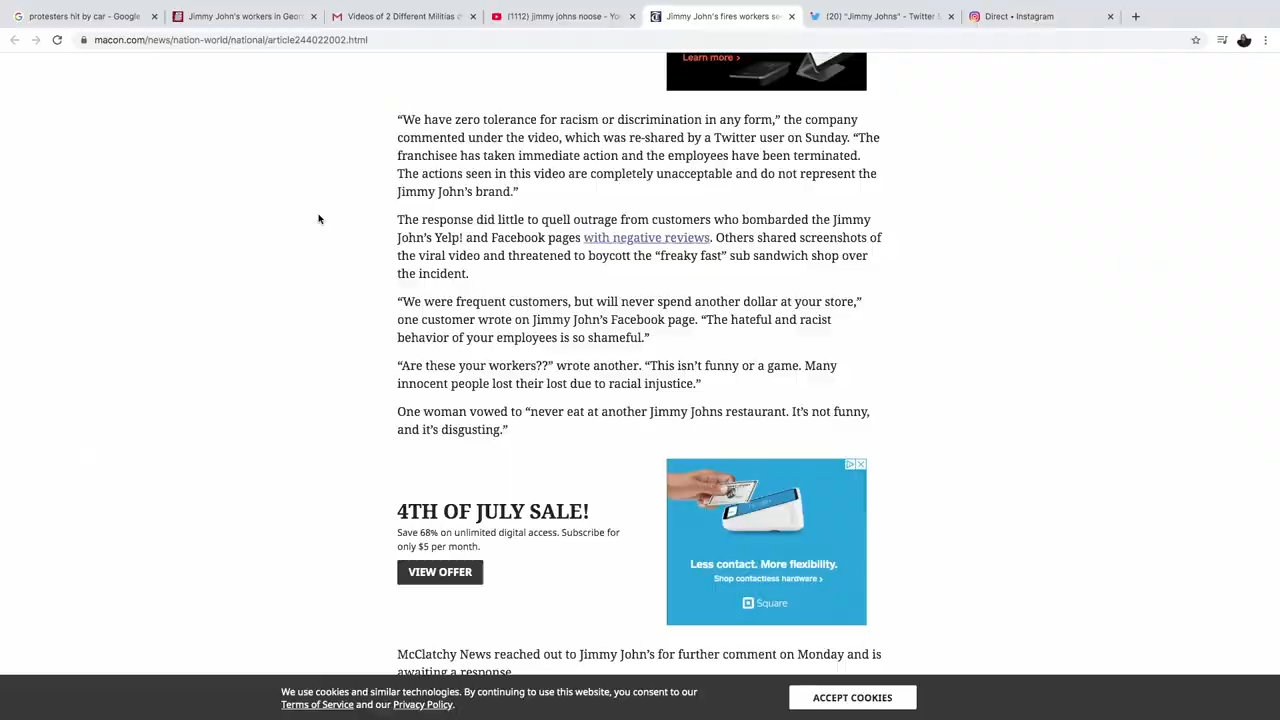 protesters hit by car - Google
Jimmy John's workers in Geor
Videos of 2 Different Militias o
(1112) jimmy johns noose - Yo
Jimmy John's fires workers se
(20) "Jimmy Johns" - Twitter
Direct • Instagram
macon.com/news/nation-world/national/article244022002.html
Learn more >
“We have zero tolerance for racism or discrimination in any form,” the company
commented under the video, which was re-shared by a Twitter user on Sunday. “The
franchisee has taken immediate action and the employees have been terminated.
The actions seen in this video are completely unacceptable and do not represent the
Jimmy John’s brand.”
The response did little to quell outrage from customers who bombarded the Jimmy
John’s Yelp! and Facebook pages with negative reviews. Others shared screenshots of
the viral video and threatened to boycott the “freaky fast” sub sandwich shop over
the incident.
“We were frequent customers, but will never spend another dollar at your store,”
one customer wrote on Jimmy John’s Facebook page. “The hateful and racist
behavior of your employees is so shameful.”
“Are these your workers??” wrote another. “This isn’t funny or a game. Many
innocent people lost their lost due to racial injustice.”
One woman vowed to “never eat at another Jimmy Johns restaurant. It’s not funny,
and it’s disgusting.”
4TH OF JULY SALE!
Save 68% on unlimited digital access. Subscribe for
only $5 per month.
VIEW OFFER
Less contact. More flexibility.
Shop contactless hardware >
Square
McClatchy News reached out to Jimmy John’s for further comment on Monday and is
awaiting a response
We use cookies and similar technologies. By continuing to use this website, you consent to our
Terms of Service and our Privacy Policy.
ACCEPT COOKIES